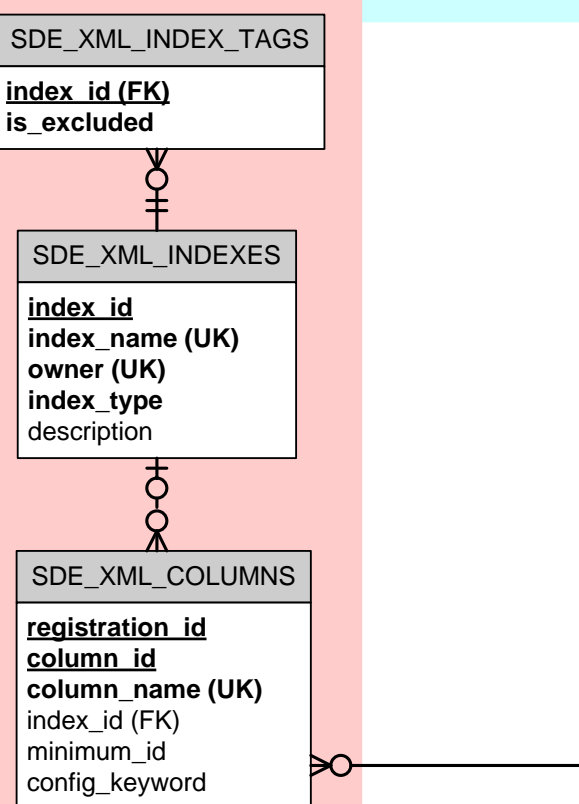 SDE_XML_INDEX_TAGS
index_id (FK)
is_excluded
SDE_XML_INDEXES
index_id
index_name (UK)
owner (UK)
index_type
description
SDE_XML_COLUMNS
registration_id
column_id
column_name (UK)
index_id (FK)
minimum_id
config_keyword